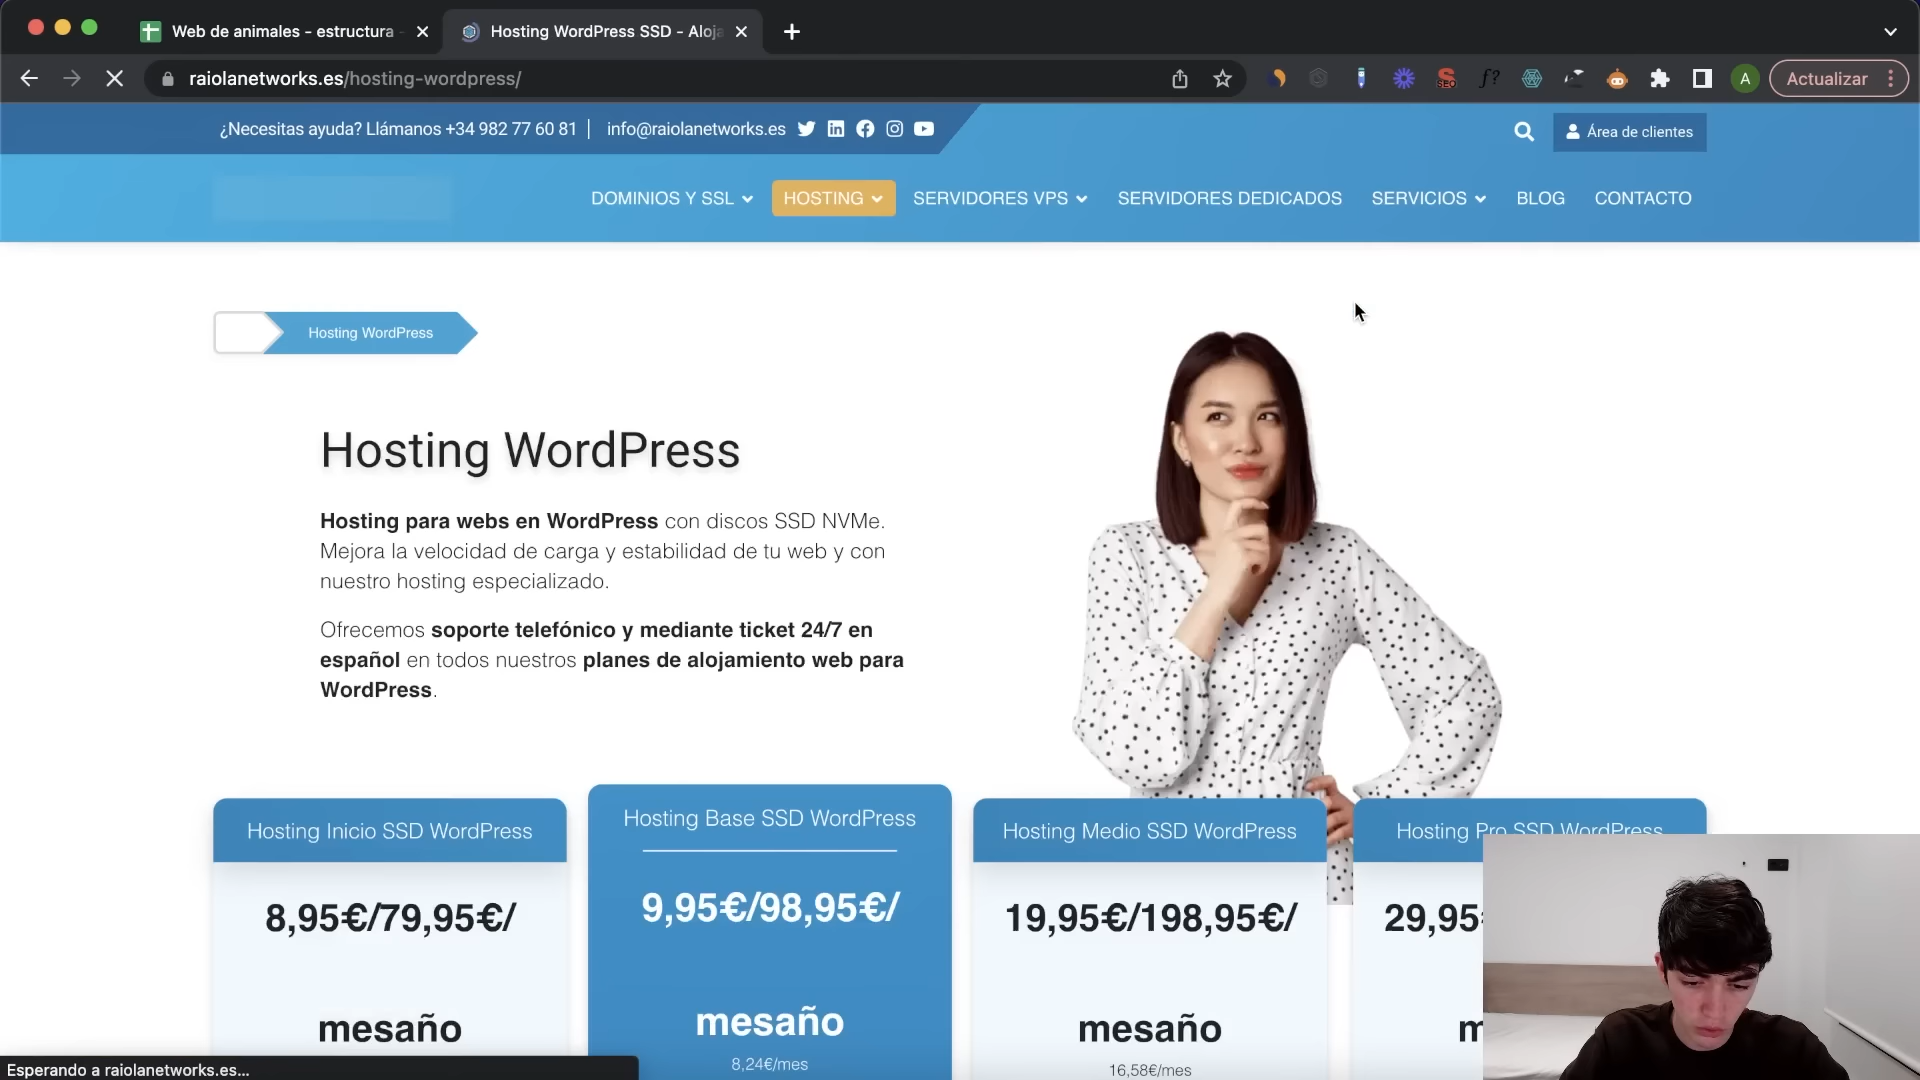 Web de animales - estructura -
Hosting WordPress SSD - Aloja
raiolanetworks.es/hosting-wordpress/
SEO
f?
A
Actualizar
¿Necesitas ayuda? Llámanos +34 982 77 60 81 | info@raiolanetworks.es
Área de clientes
DOMINIOS Y SSL
HOSTING
SERVIDORES VPS
SERVIDORES DEDICADOS
SERVICIOS
BLOG
CONTACTO
Hosting WordPress
Hosting WordPress
Hosting para webs en WordPress con discos SSD NVMe.
Mejora la velocidad de carga y estabilidad de tu web y con
nuestro hosting especializado.
Ofrecemos soporte telefónico y mediante ticket 24/7 en
español en todos nuestros planes de alojamiento web para
WordPress.
Hosting Inicio SSD WordPress
8,95€/79,95€/
mesaño
Hosting Base SSD WordPress
9,95€/98,95€/
mesaño
8,24€/mes
Hosting Medio SSD WordPress
19,95€/198,95€/
mesaño
16,58€/mes
Hosting Pro SSD WordPress
29,95
Esperando a raiolanetworks.es...